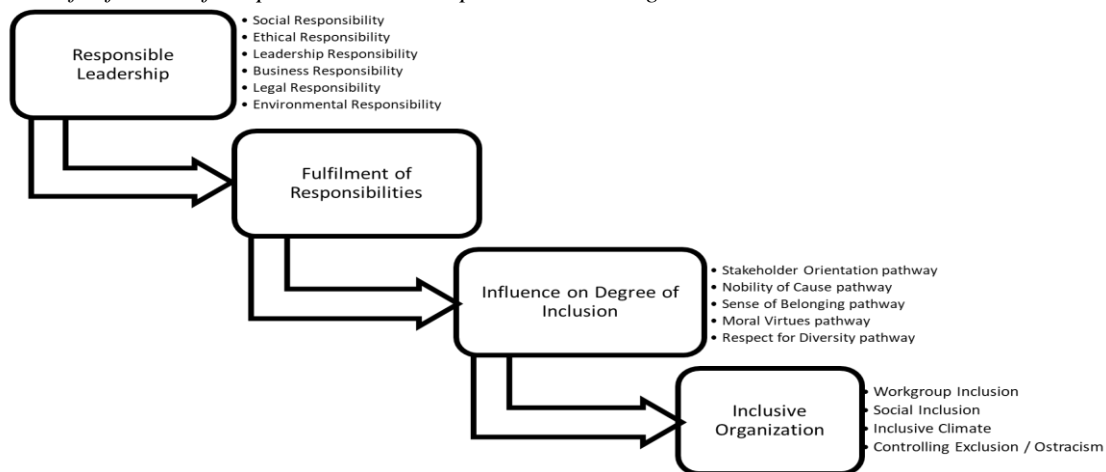 Responsible
Leadership
• Social Responsibility
• Ethical Responsibility
• Leadership Responsibility
• Business Responsibility
• Legal Responsibility
• Environmental Responsibility
Fulfilment of
Responsibilities
Influence on Degree of
Inclusion
• Stakeholder Orientation pathway
• Nobility of Cause pathway
• Sense of Belonging pathway
• Moral Virtues pathway
• Respect for Diversity pathway
Inclusive
Organization
• Workgroup Inclusion
• Social Inclusion
• Inclusive Climate
• Controlling Exclusion / Ostracism